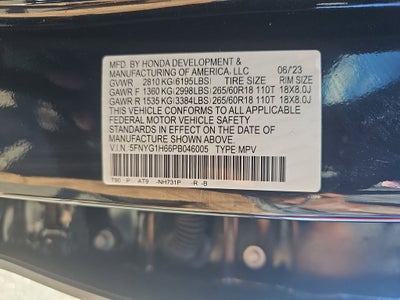 MFD. BY HONDA DEVELOPMENT &
MANUFACTURING OF AMERICA, LLC 06/'23
GVWR 2810 KG(6195LBS) TIRE SIZE RIM SIZE
GAWR F 1360 KG(2998LBS) 265/60R18 110T 18X8.0J
GAWR R 1535 KG(3384LBS) 265/60R18 110T 18X8.0J
THIS VEHICLE CONFORMS TO ALL APPLICABLE
FEDERAL MOTOR VEHICLE SAFETY
STANDARDS IN EFFECT ON THE DATE OF
MANUFACTURE SHOWN ABOVE.
V.I.N. 5FNYG1H66PB046005 TYPE MPV
T90 P AT9 NH731P -R -B